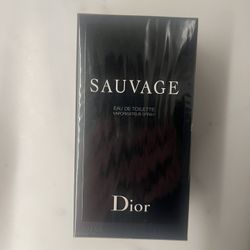 SAUVAGE
EAU DE TOILETTE
VAPORISATEUR SPRAY
Dior